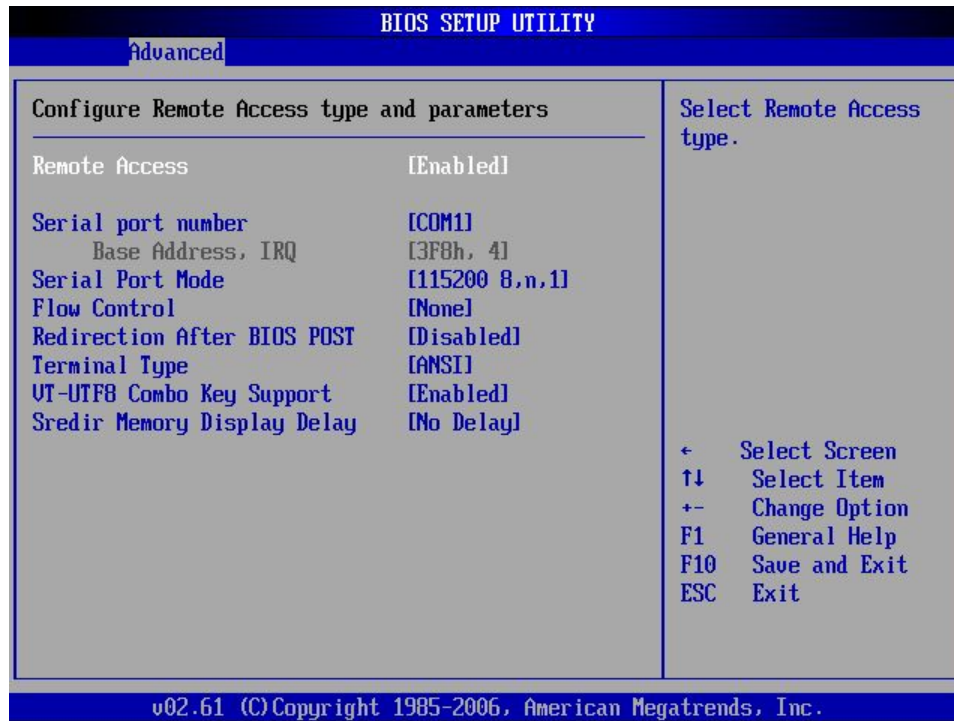 BIOS SETUP UTILITY
Advanced
Configure Remote Access type and parameters
Remote Access [Enabled]
Serial port number [COM1]
Base Address, IRQ [3F8h, 4]
Serial Port Mode [115200 8,n,1]
Flow Control [None]
Redirection After BIOS POST [Disabled]
Terminal Type [ANSI]
VT-UTF8 Combo Key Support [Enabled]
Sredir Memory Display Delay [No Delay]
Select Remote Access
type.
← Select Screen
↑↓ Select Item
+- Change Option
F1 General Help
F10 Save and Exit
ESC Exit
v02.61 (C)Copyright 1985-2006, American Megatrends, Inc.